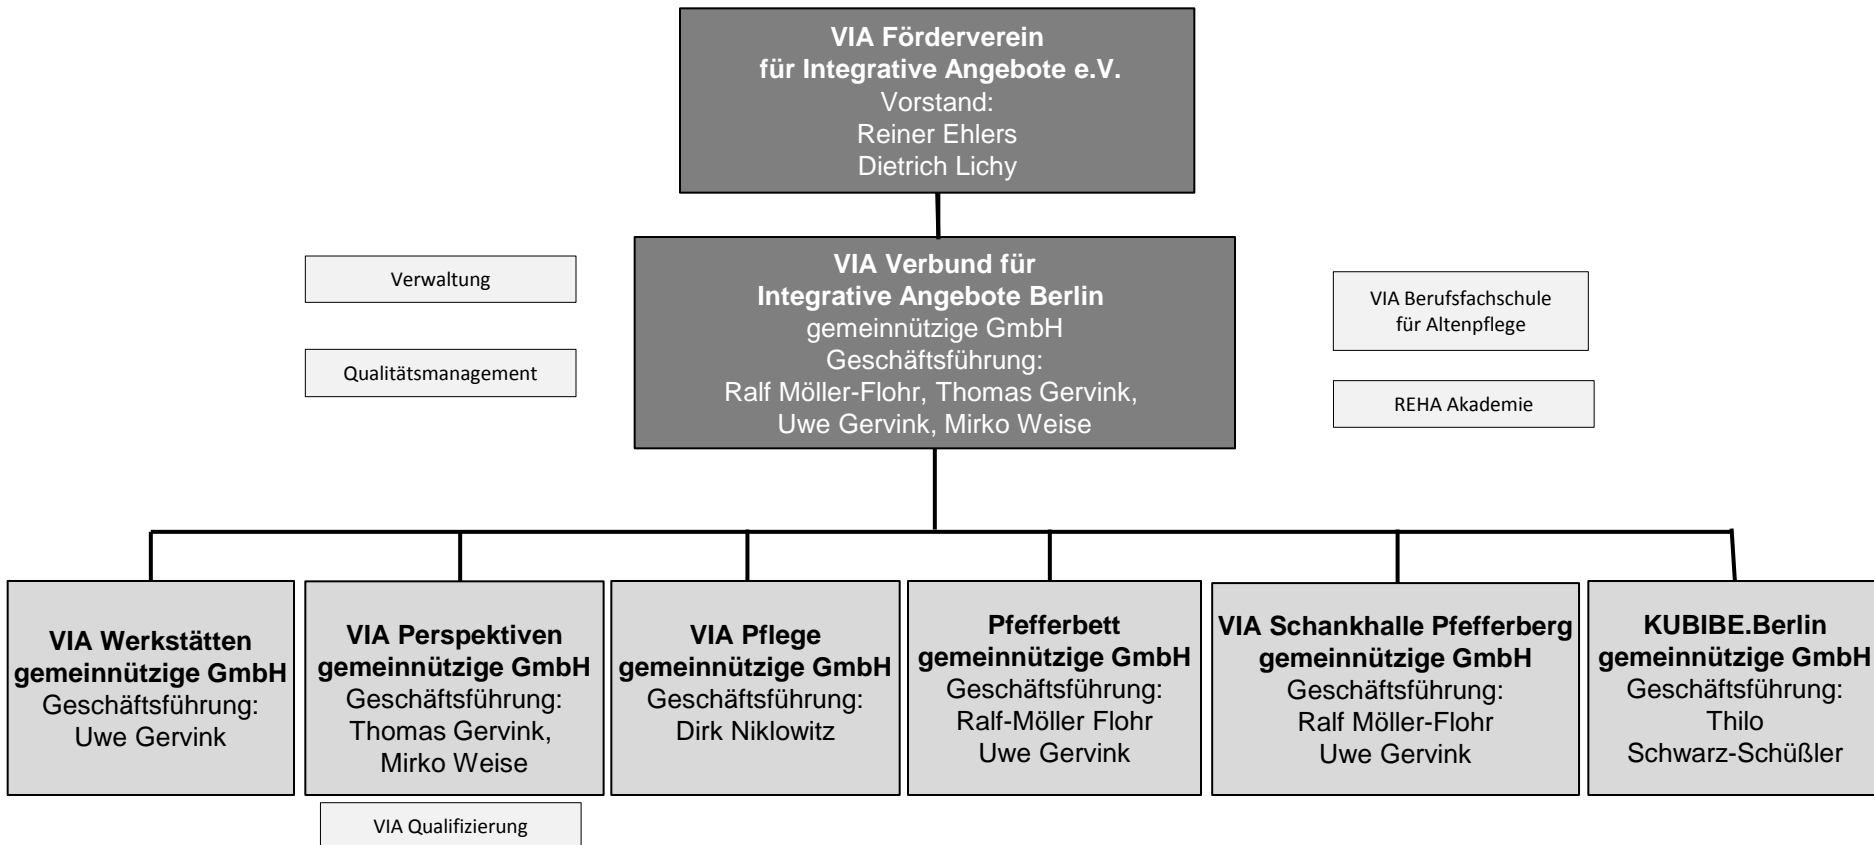 VIA Förderverein
für Integrative Angebote e.V.
Vorstand:
Reiner Ehlers
Dietrich Lichy
Verwaltung
Qualitätsmanagement
VIA Verbund für
Integrative Angebote Berlin
gemeinnützige GmbH
Geschäftsführung:
Ralf Möller-Flohr, Thomas Gervink,
Uwe Gervink, Mirko Weise
VIA Berufsfachschule
für Altenpflege
REHA Akademie
VIA Werkstätten
gemeinnützige GmbH
Geschäftsführung:
Uwe Gervink
VIA Perspektiven
gemeinnützige GmbH
Geschäftsführung:
Thomas Gervink,
Mirko Weise
VIA Qualifizierung
VIA Pflege
gemeinnützige GmbH
Geschäftsführung:
Dirk Niklowitz
Pfefferbett
gemeinnützige GmbH
Geschäftsführung:
Ralf-Möller Flohr
Uwe Gervink
VIA Schankhalle Pfefferberg
gemeinnützige GmbH
Geschäftsführung:
Ralf Möller-Flohr
Uwe Gervink
KUBIBE.Berlin
gemeinnützige GmbH
Geschäftsführung:
Thilo
Schwarz-Schüßler